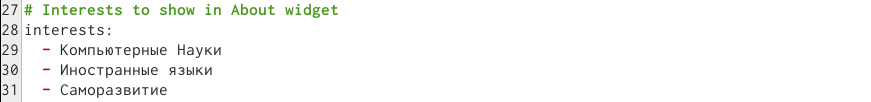 27 # Interests to show in About widget
28 interests:
29   - Компьютерные Науки
30   - Иностранные языки
31   - Саморазвитие